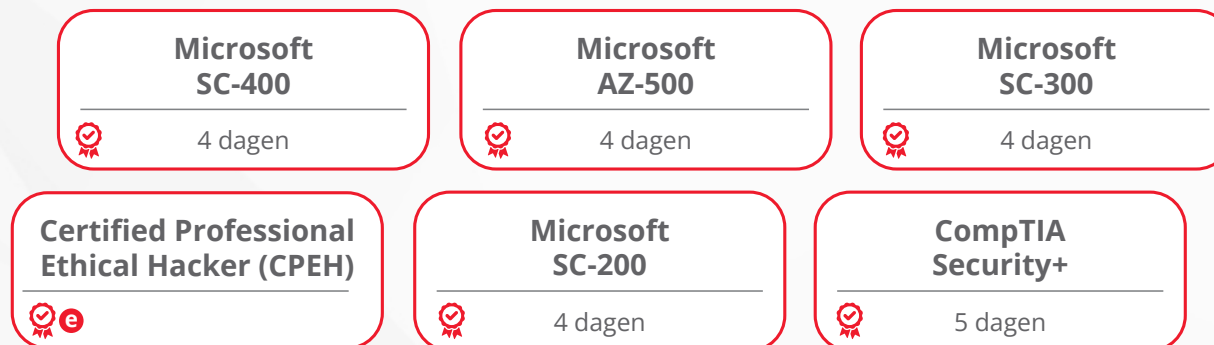 Microsoft
SC-400
4 dagen
Microsoft
AZ-500
4 dagen
Microsoft
SC-300
4 dagen
Certified Professional
Ethical Hacker (CPEH)
e
Microsoft
SC-200
4 dagen
CompTIA
Security+
5 dagen